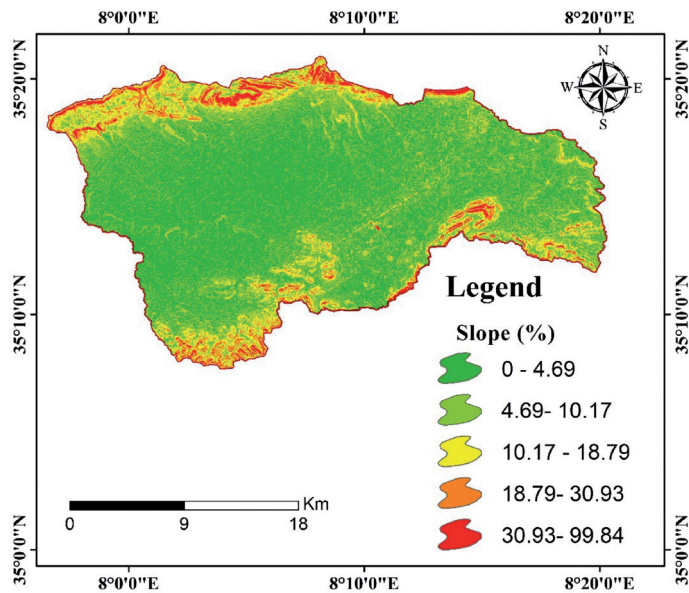 8°0'0"E 8°10'0"E 8°20'0"E
35°20'0"N 35°20'0"N
N
W E
S
35°10'0"N 35°10'0"N
Legend
Slope (%)
0 - 4.69
4.69- 10.17
10.17 - 18.79
18.79- 30.93
30.93- 99.84
Km
0 9 18
35°0'0"N 35°0'0"N
8°0'0"E 8°10'0"E 8°20'0"E